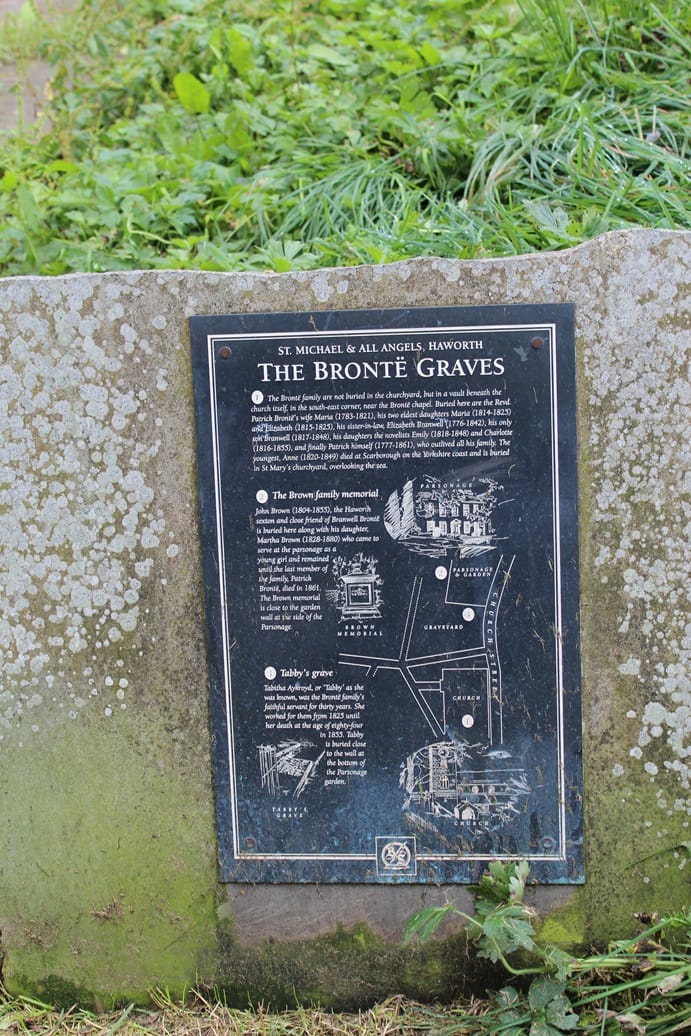 ST. MICHAEL & ALL ANGELS, HAWORTH
THE BRONTË GRAVES
1 The Brontë family are not buried in the churchyard, but in a vault beneath the
church itself, in the south-east corner, near the Brontë chapel. Buried here are the Revd.
Patrick Brontë's wife Maria (1783-1821), his two eldest daughters Maria (1814-1825)
and Elizabeth (1815-1825), his sister-in-law, Elizabeth Branwell (1776-1842), his only
son Branwell (1817-1848), his daughters the novelists Emily (1818-1848) and Charlotte
(1816-1855), and finally Patrick himself (1777-1861), who outlived all his family. The
youngest, Anne (1820-1849) died at Scarborough on the Yorkshire coast and is buried
in St Mary's churchyard, overlooking the sea.
2 The Brown family memorial
John Brown (1804-1855), the Haworth
sexton and close friend of Branwell Brontë
is buried here along with his daughter,
Martha Brown (1828-1880) who came to
serve at the parsonage as a
young girl and remained
until the last member of
the family, Patrick
Brontë, died in 1861.
The Brown memorial
is close to the garden
wall at the side of the
Parsonage.
PARSONAGE
BROWN
MEMORIAL
PARSONAGE
& GARDEN
GRAVEYARD
CHURCH STREET
CHURCH
3 Tabby's grave
Tabitha Aykroyd, or 'Tabby' as she
was known, was the Brontë family's
faithful servant for thirty years. She
worked for them from 1825 until
her death at the age of eighty-four
in 1855. Tabby
is buried close
to the wall at
the bottom of
the Parsonage
garden.
TABBY'S
GRAVE
CHURCH